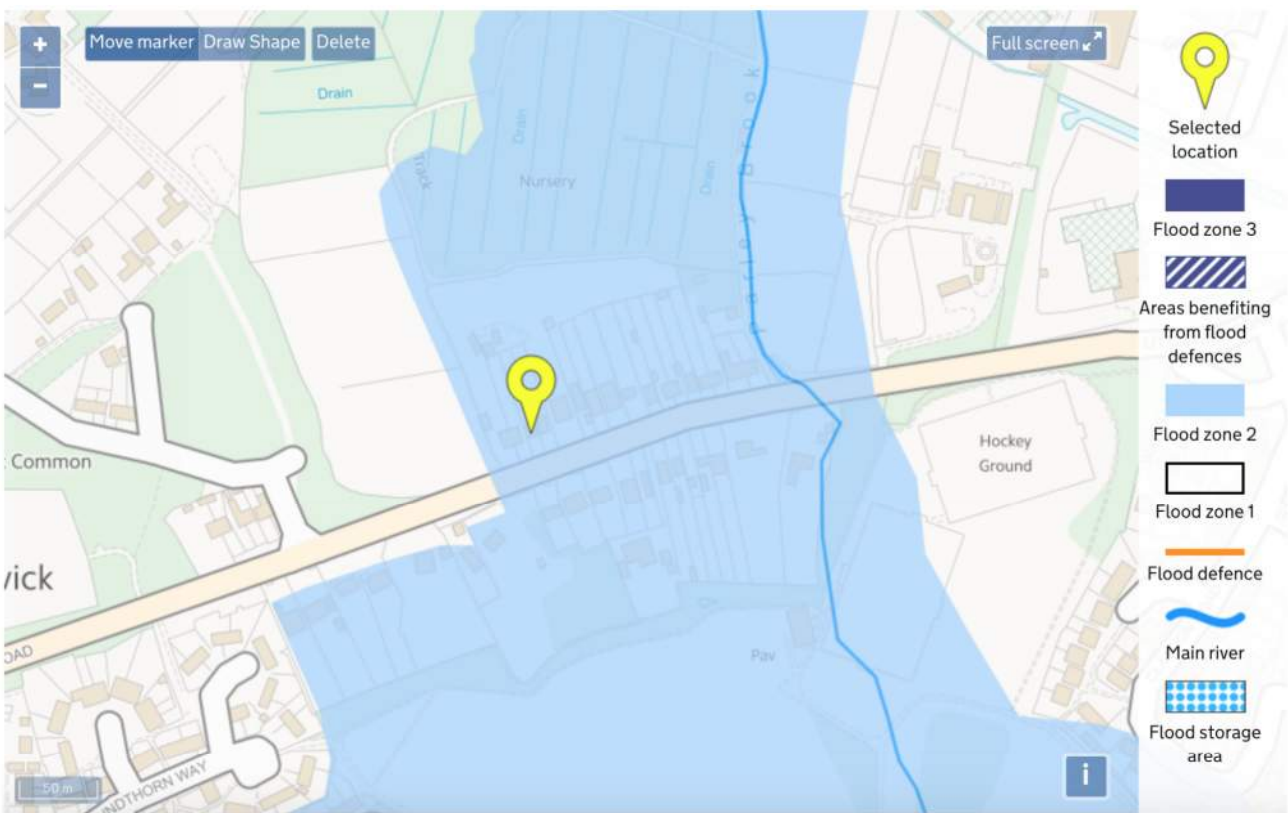 +
−
Move marker
Draw Shape
Delete
Full screen
Drain
Drain
Track
Nursery
Drain
Parley Brook
Common
Hockey
Ground
vick
OAD
Pav
NDTHORN WAY
50 m
i
Selected
location
Flood zone 3
Areas benefiting
from flood
defences
Flood zone 2
Flood zone 1
Flood defence
Main river
Flood storage
area